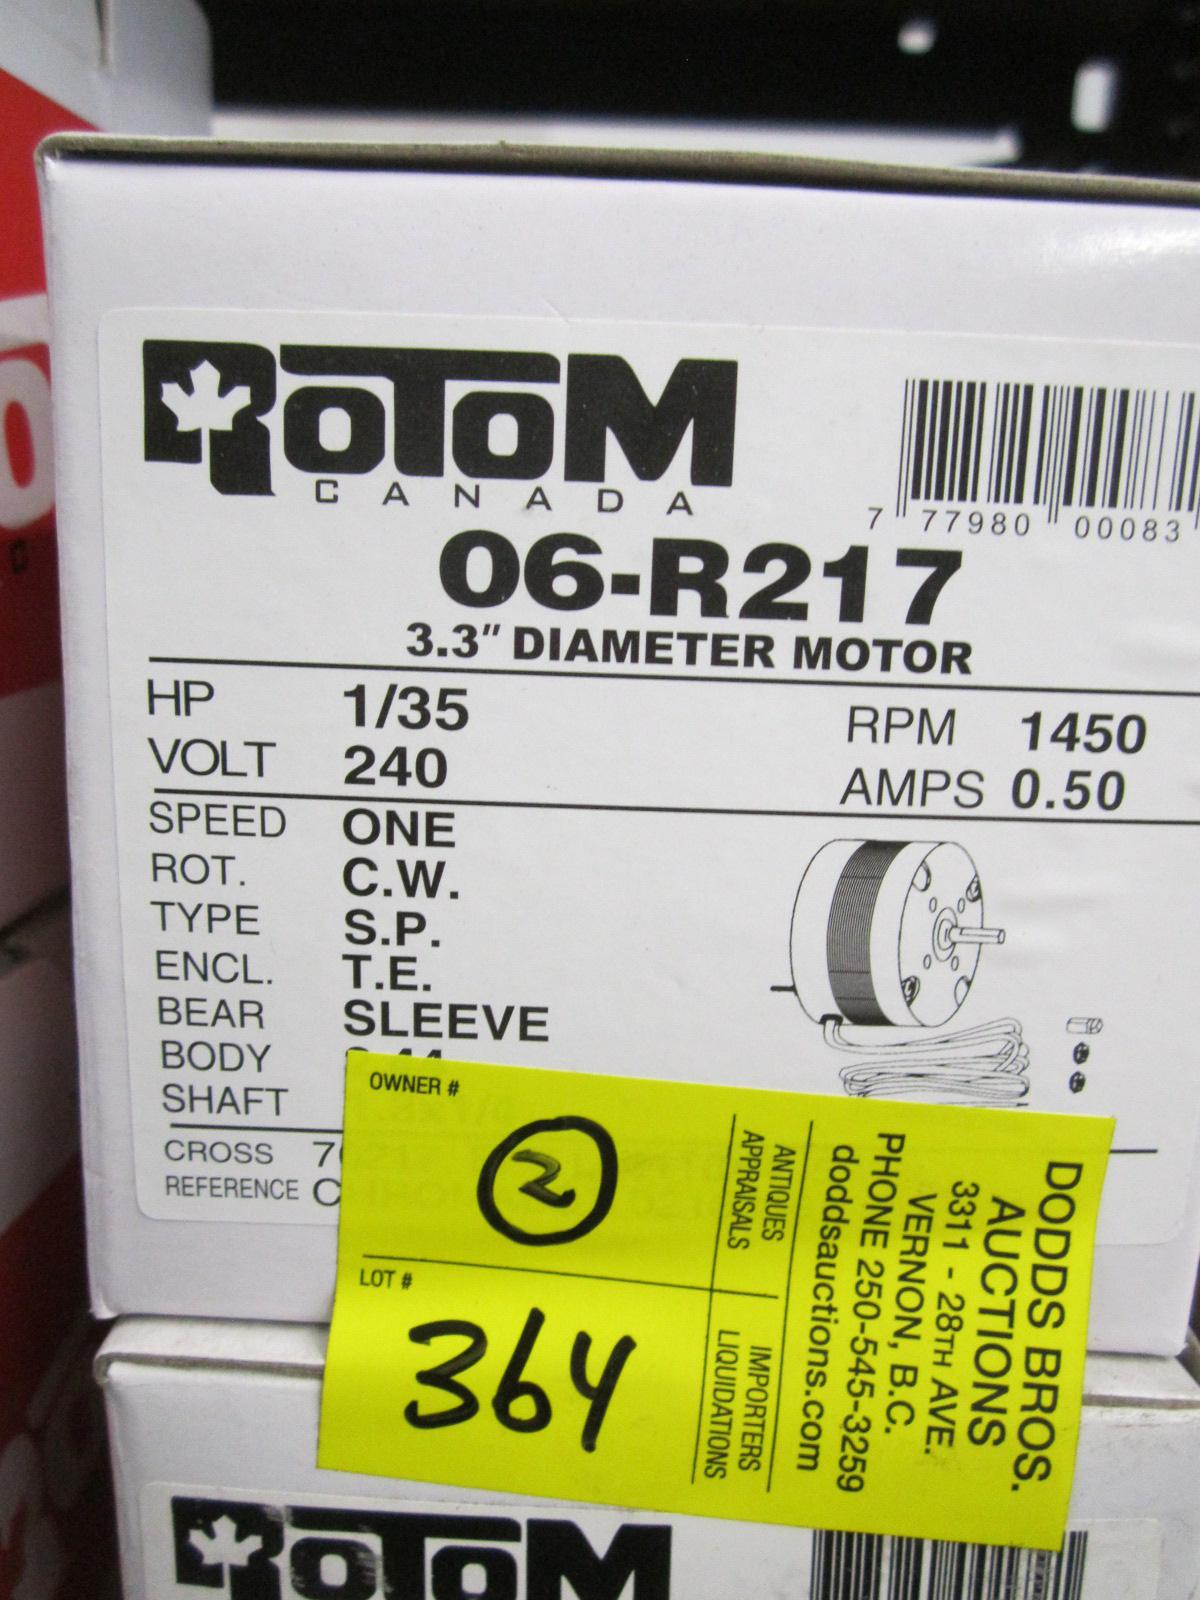 ROTOM
CANADA
7 77980 00083
06-R217
3.3" DIAMETER MOTOR
HP 1/35 RPM 1450
VOLT 240 AMPS 0.50
SPEED ONE
ROT. C.W.
TYPE S.P.
ENCL. T.E.
BEAR SLEEVE
BODY
SHAFT
CROSS
REFERENCE
OWNER #
2
LOT #
364
ANTIQUES
APPRAISALS
IMPORTERS
LIQUIDATIONS
DODDS BROS.
AUCTIONS
3311 - 28TH AVE.
VERNON, B.C.
PHONE 250-545-3259
doddsauctions.com
ROTOM